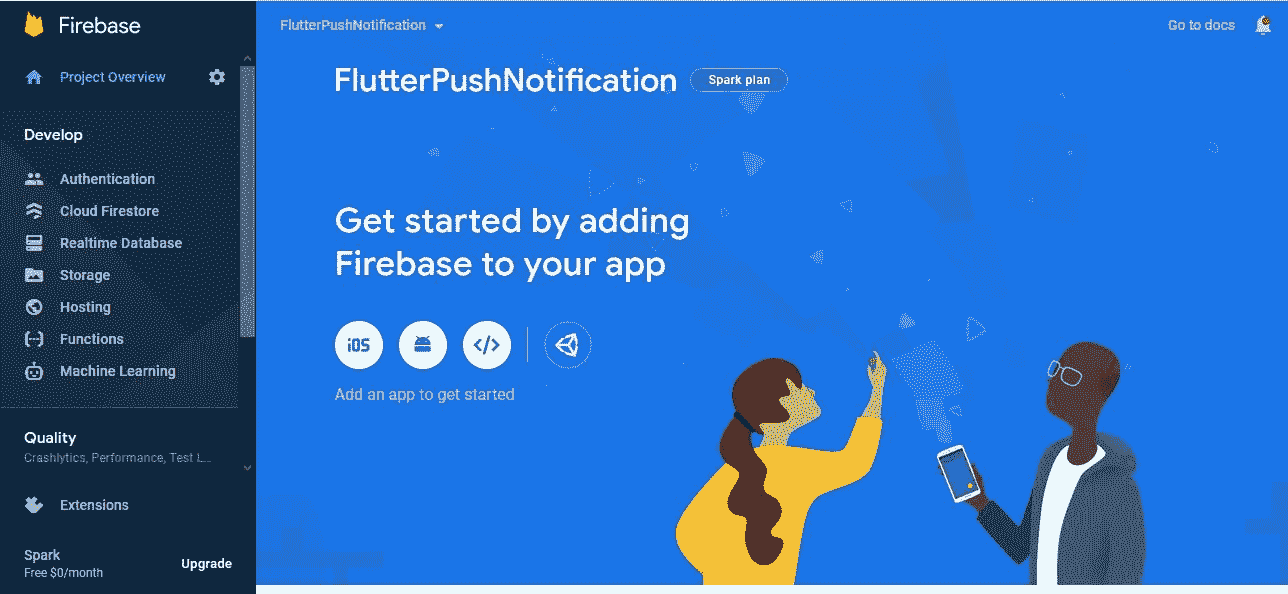 Firebase
Project Overview
Develop
Authentication
Cloud Firestore
Realtime Database
Storage
Hosting
Functions
Machine Learning
Quality
Crashlytics, Performance, Test L...
Extensions
Spark
Free $0/month
Upgrade
FlutterPushNotification
Go to docs
FlutterPushNotification
Spark plan
Get started by adding
Firebase to your app
iOS
</>
Add an app to get started